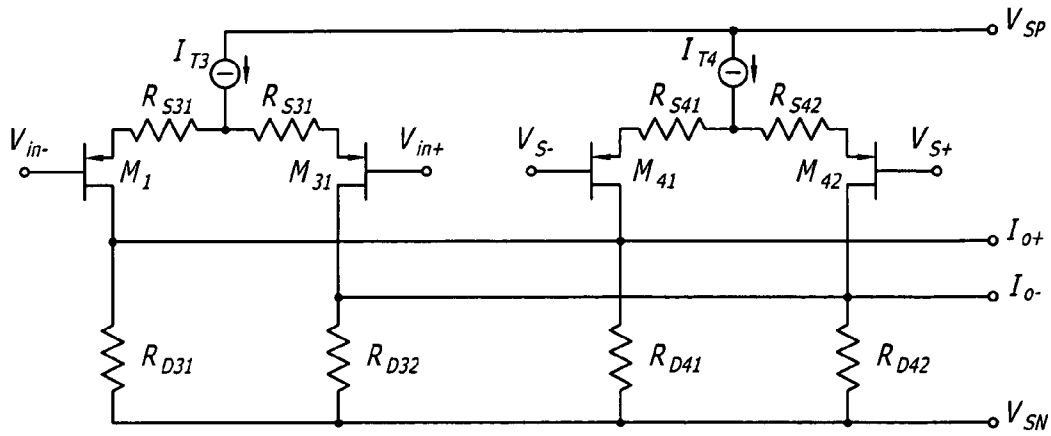 V_SP
I_T3
I_T4
R_S31
R_S31
R_S41
R_S42
V_in-
M_1
M_31
V_in+
V_S-
M_41
M_42
V_S+
I_o+
I_o-
R_D31
R_D32
R_D41
R_D42
V_SN